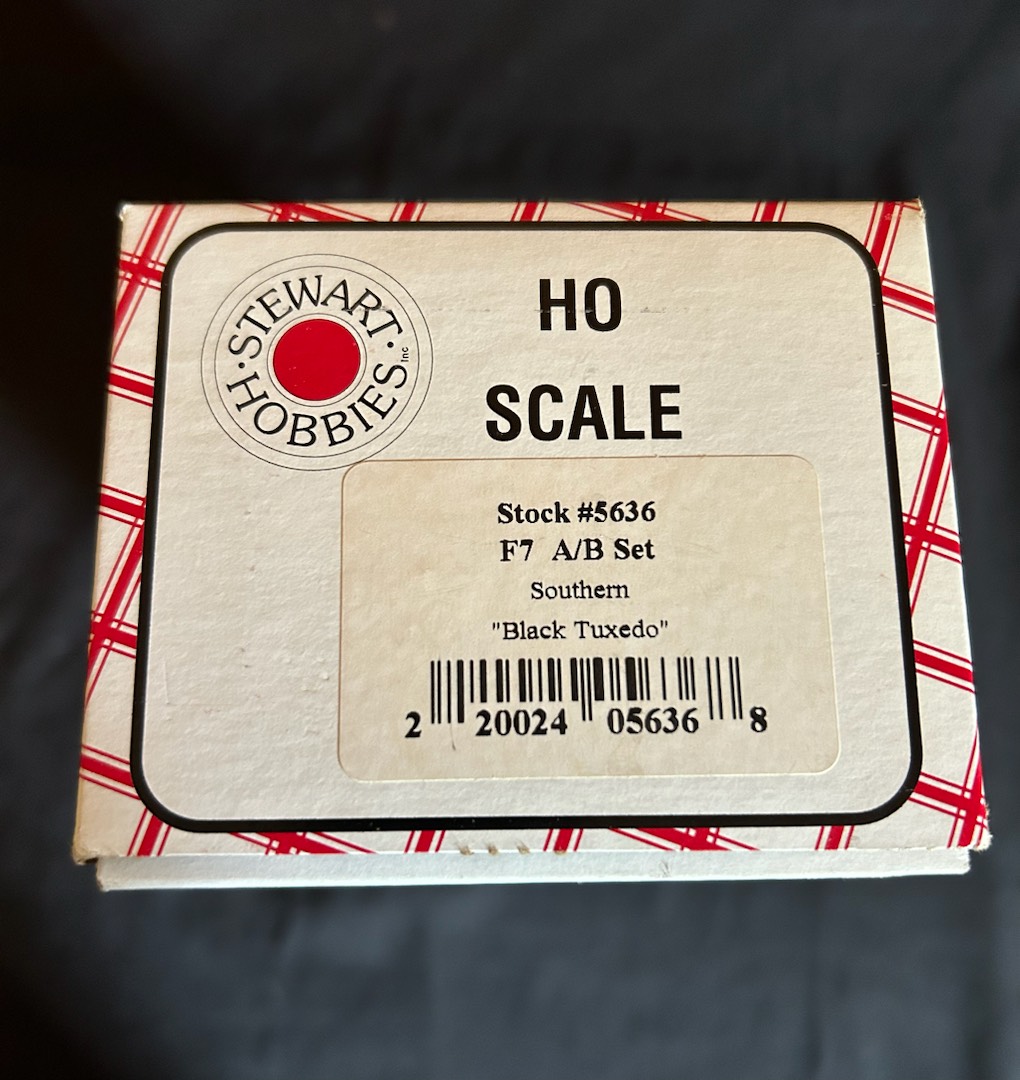 ·STEWART·
HOBBIES Inc
HO
SCALE
Stock #5636
F7 A/B Set
Southern
"Black Tuxedo"
2 20024 05636 8